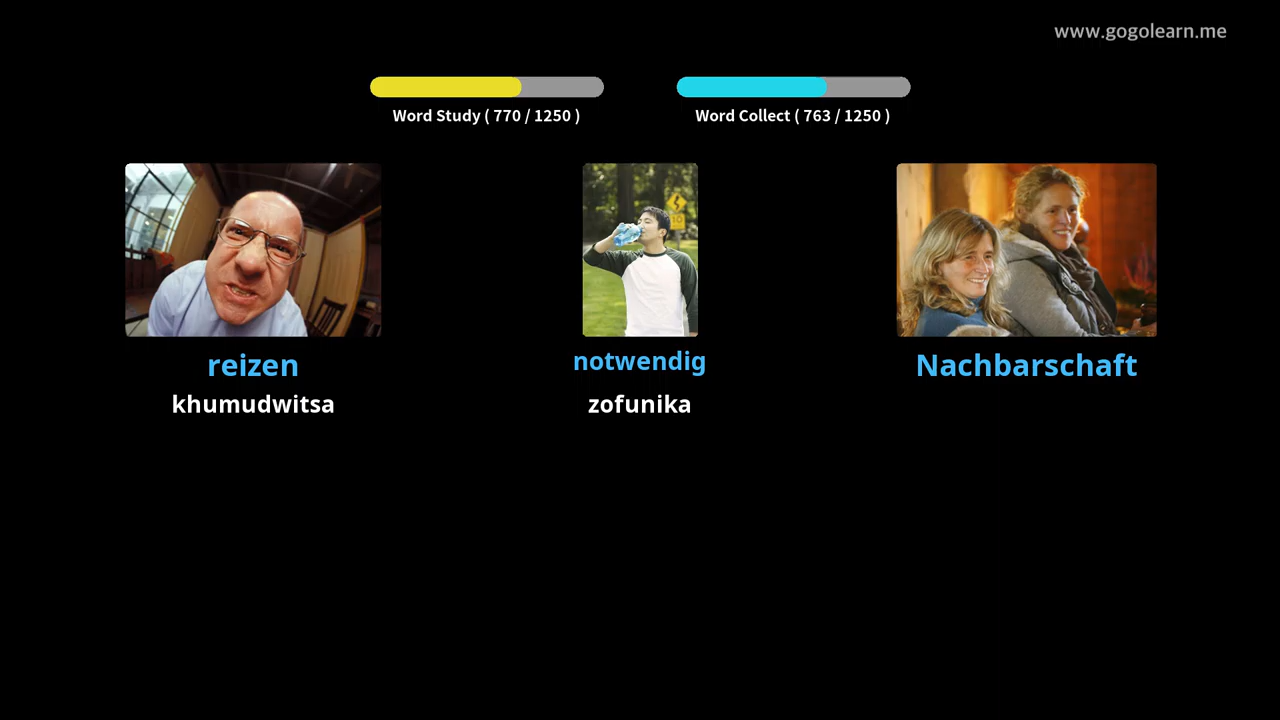 www.gogolearn.me
Word Study ( 770 / 1250 )
Word Collect ( 763 / 1250 )
reizen
khumudwitsa
notwendig
zofunika
Nachbarschaft